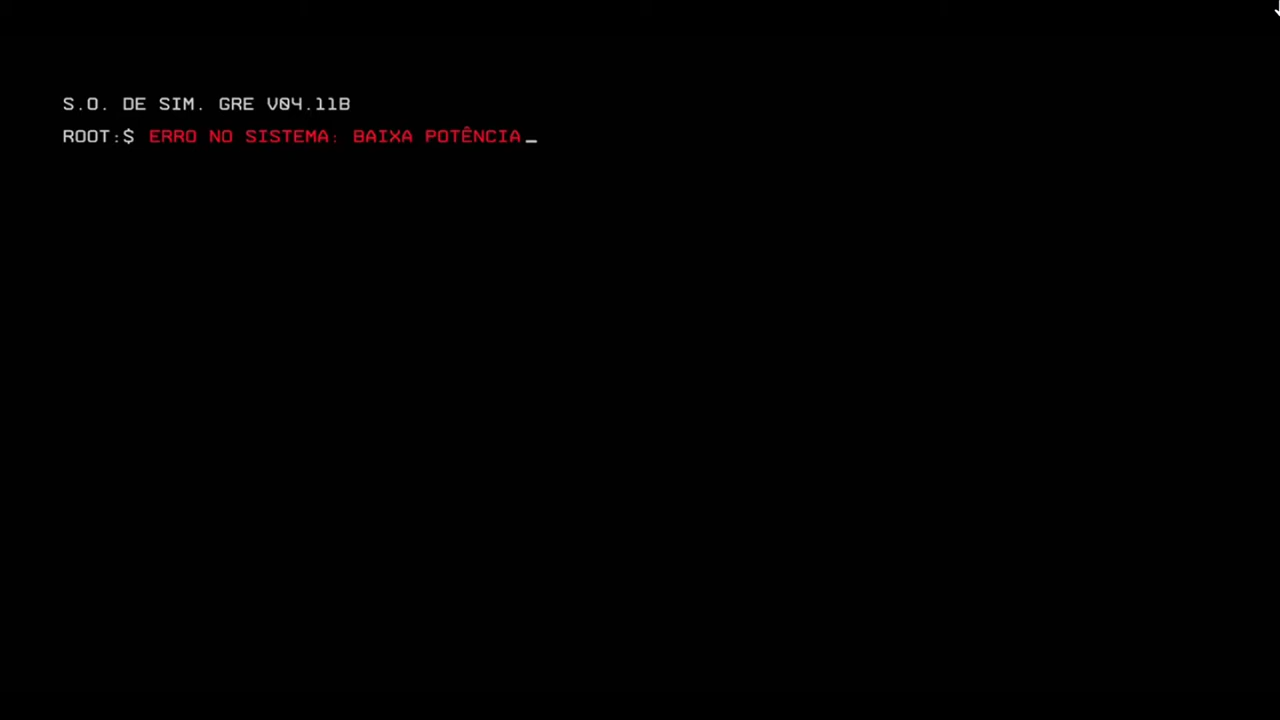 S.O. DE SIM. GRE V04.11B
ROOT:$ ERRO NO SISTEMA: BAIXA POTÊNCIA_